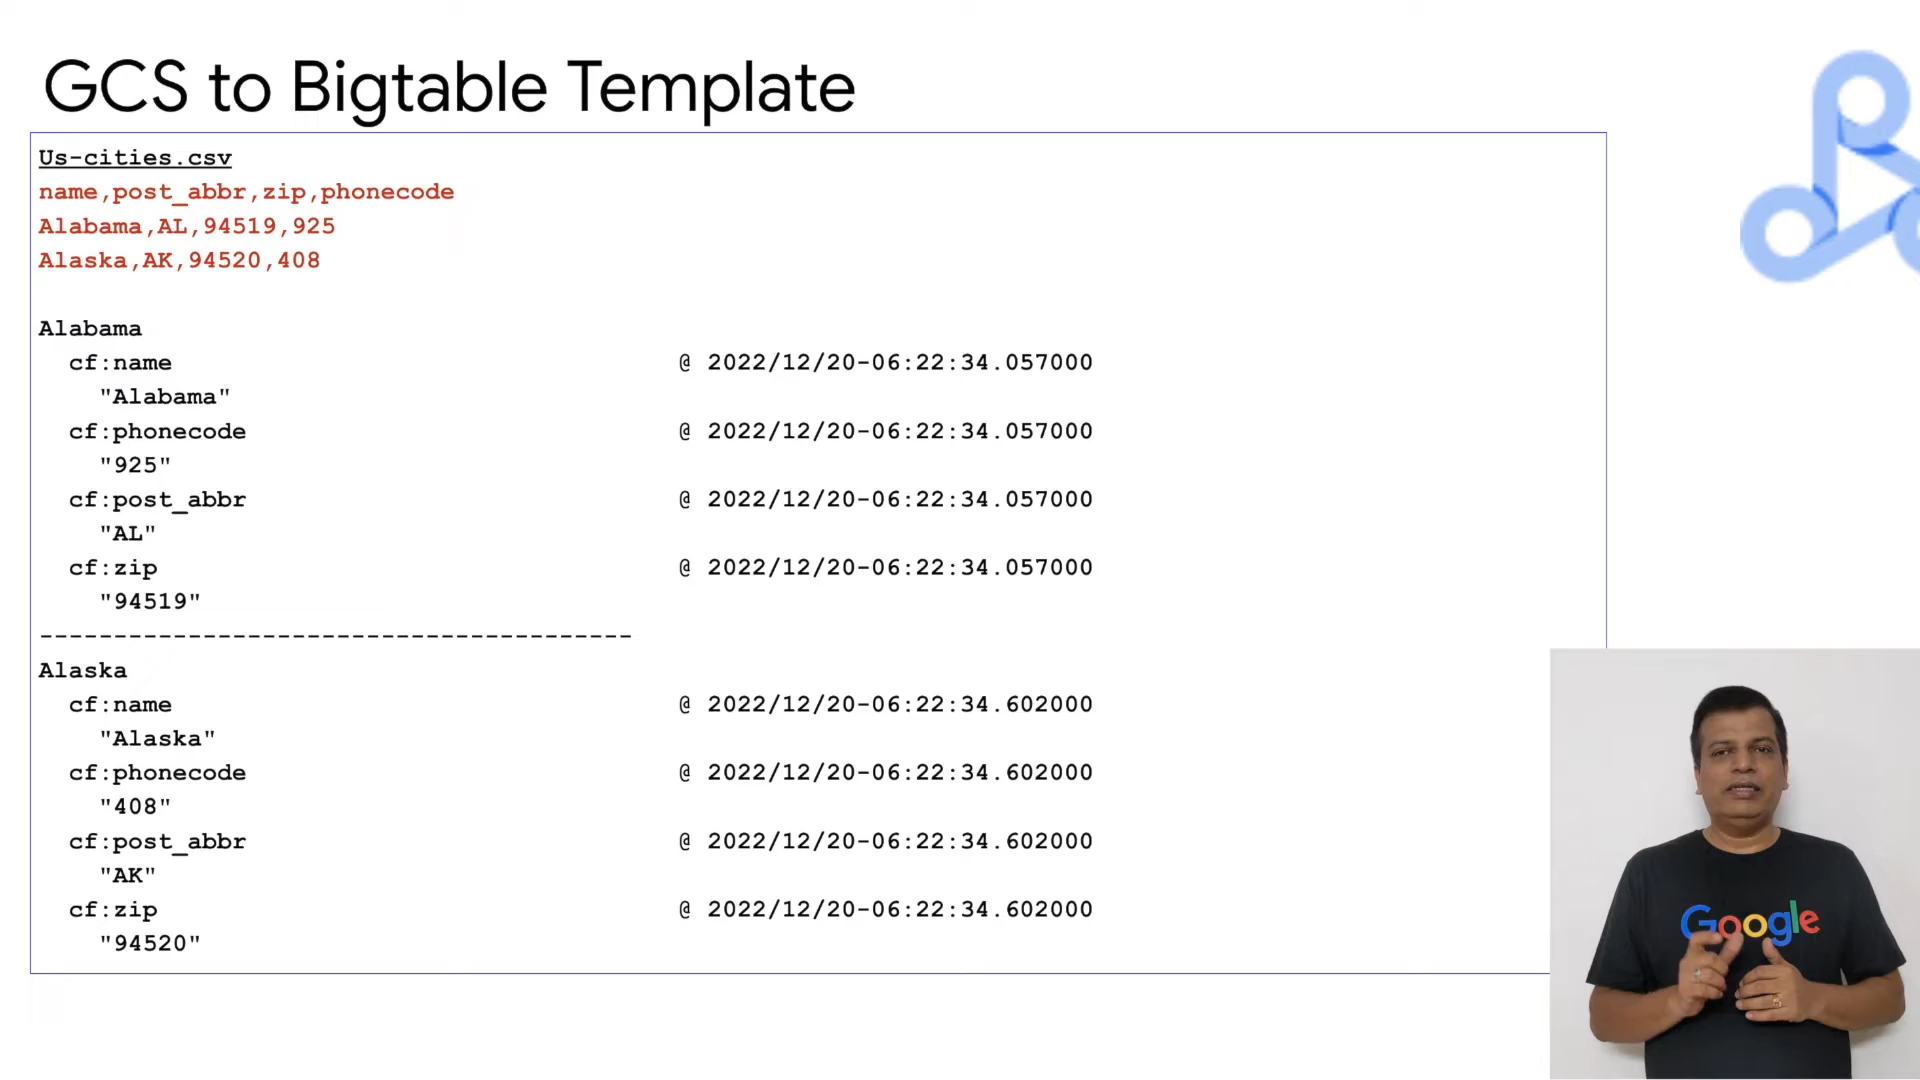 GCS to Bigtable Template
Us-cities.csv
name,post_abbr,zip,phonecode
Alabama,AL,94519,925
Alaska,AK,94520,408
Alabama
cf:name @ 2022/12/20-06:22:34.057000
"Alabama"
cf:phonecode @ 2022/12/20-06:22:34.057000
"925"
cf:post_abbr @ 2022/12/20-06:22:34.057000
"AL"
cf:zip @ 2022/12/20-06:22:34.057000
"94519"
----------------------------------------
Alaska
cf:name @ 2022/12/20-06:22:34.602000
"Alaska"
cf:phonecode @ 2022/12/20-06:22:34.602000
"408"
cf:post_abbr @ 2022/12/20-06:22:34.602000
"AK"
cf:zip @ 2022/12/20-06:22:34.602000
"94520"
Google